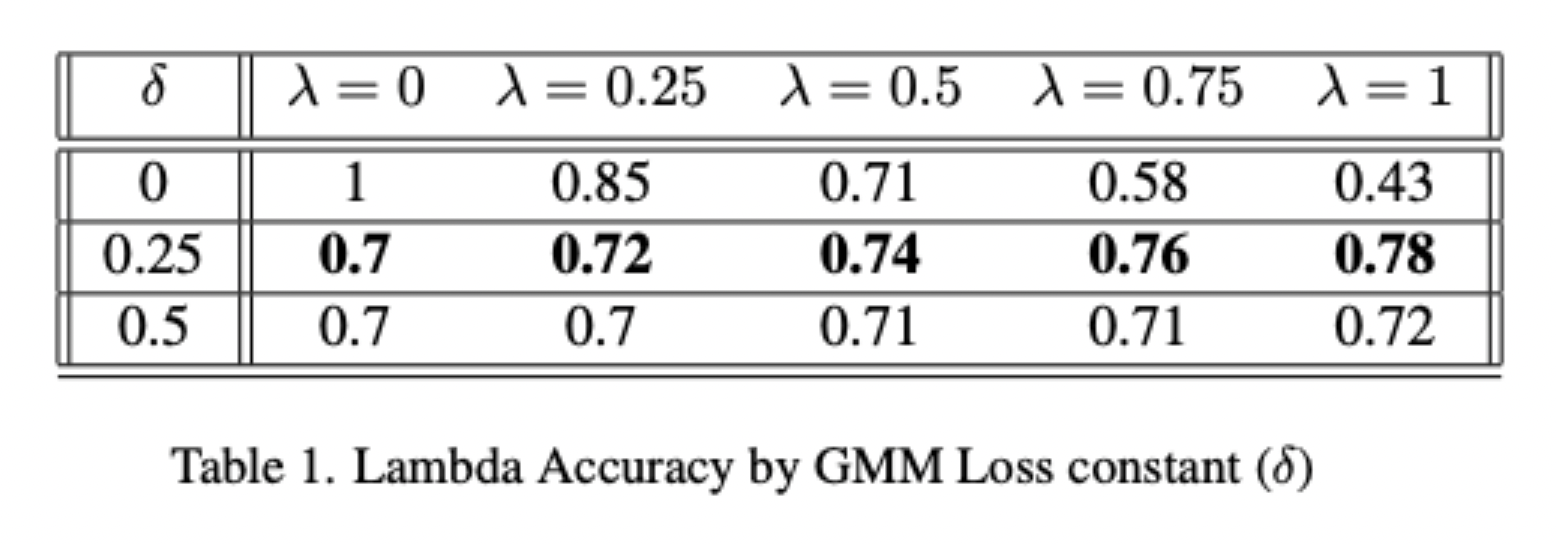 δ λ = 0 λ = 0.25 λ = 0.5 λ = 0.75 λ = 1
0 1 0.85 0.71 0.58 0.43
0.25 0.7 0.72 0.74 0.76 0.78
0.5 0.7 0.7 0.71 0.71 0.72
Table 1. Lambda Accuracy by GMM Loss constant (δ)